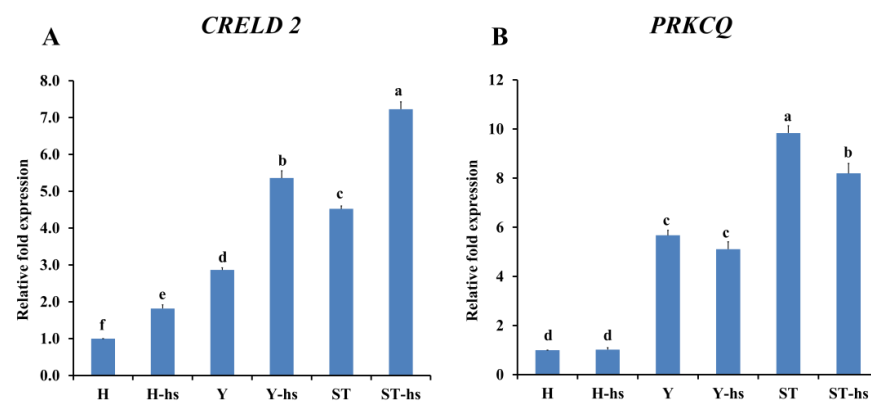 A
CRELD 2
Relative fold expression
8.0
7.0
6.0
5.0
4.0
3.0
2.0
1.0
0.0
f
e
d
b
c
a
H H-hs Y Y-hs ST ST-hs
B
PRKCQ
Relative fold expression
12
10
8
6
4
2
0
d
d
c
c
a
b
H H-hs Y Y-hs ST ST-hs